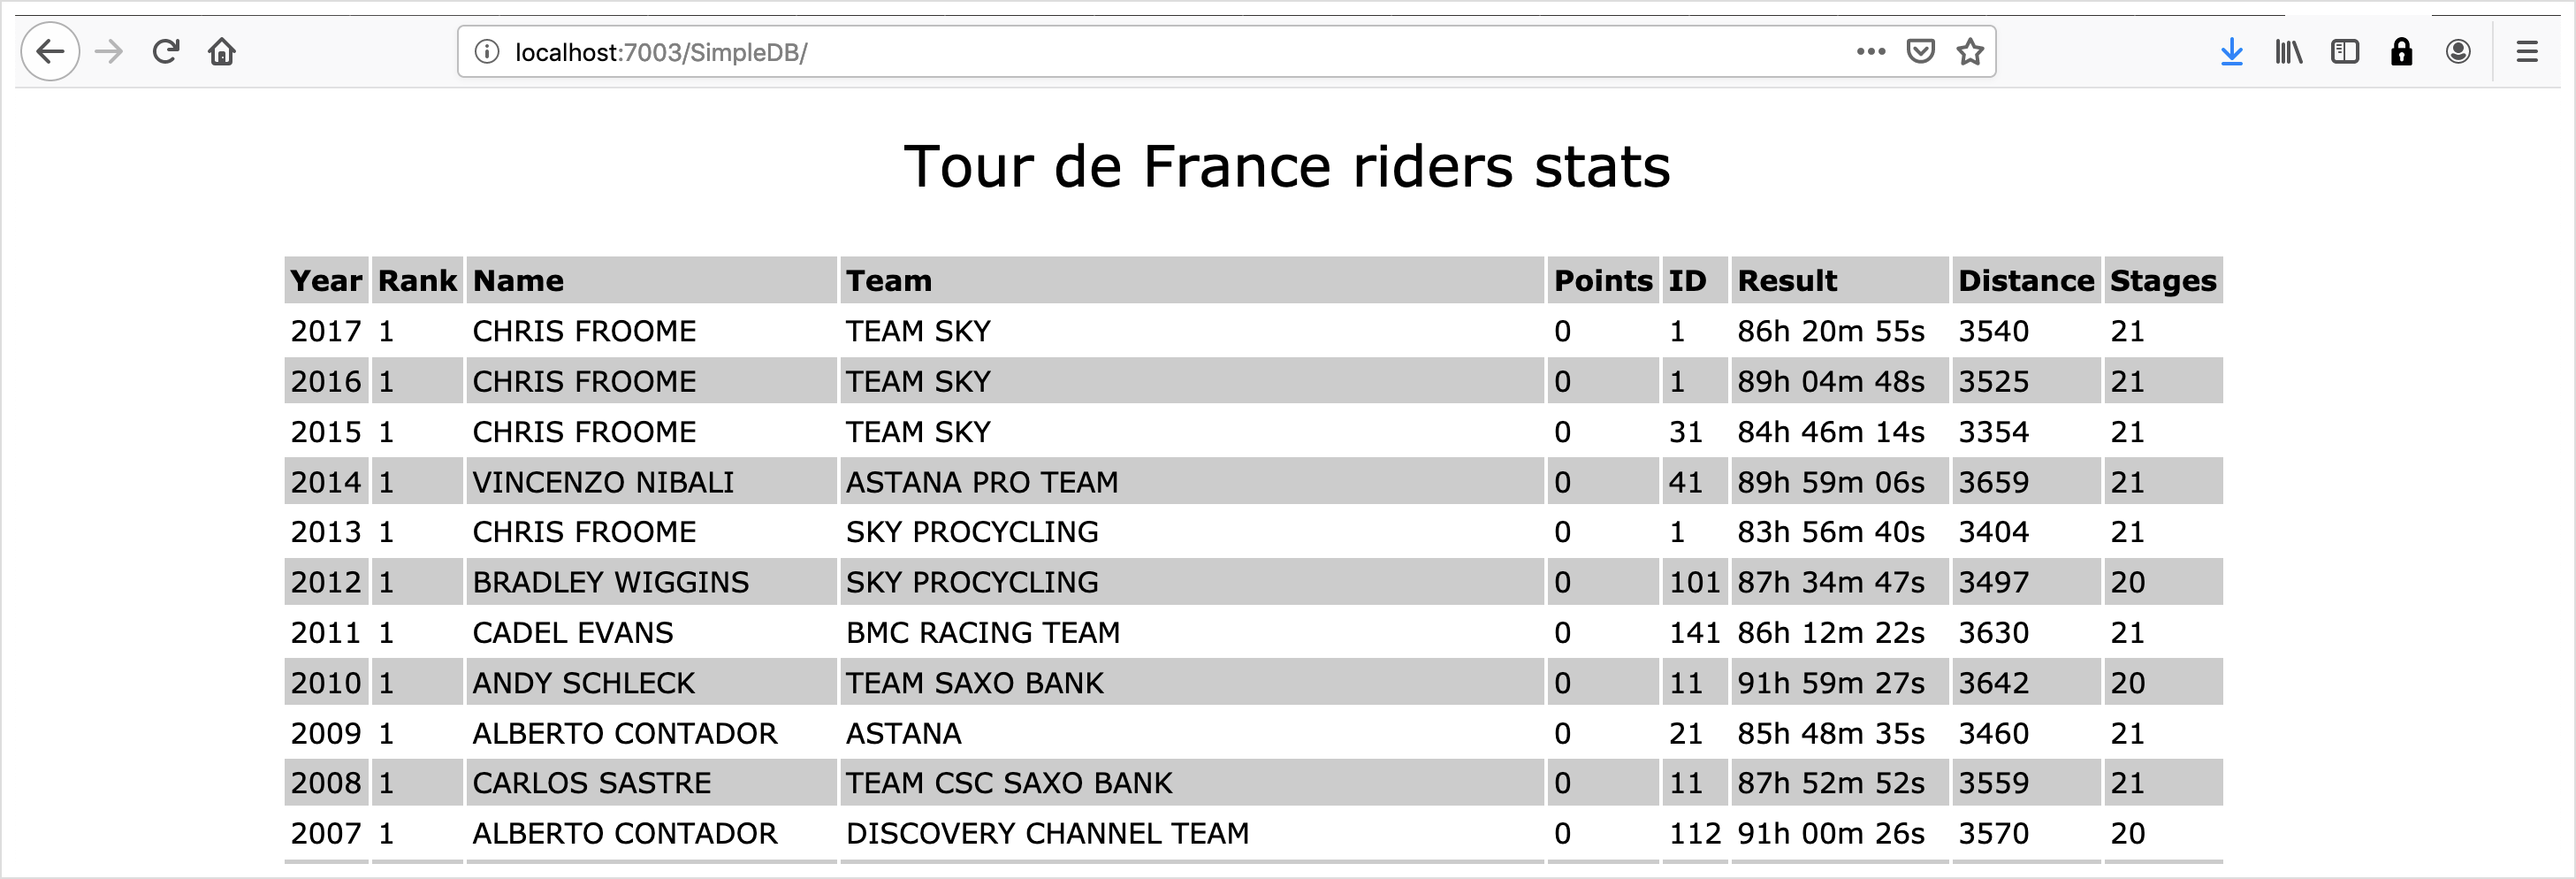 localhost:7003/SimpleDB/
Tour de France riders stats
Year Rank Name Team Points ID Result Distance Stages
2017 1 CHRIS FROOME TEAM SKY 0 1 86h 20m 55s 3540 21
2016 1 CHRIS FROOME TEAM SKY 0 1 89h 04m 48s 3525 21
2015 1 CHRIS FROOME TEAM SKY 0 31 84h 46m 14s 3354 21
2014 1 VINCENZO NIBALI ASTANA PRO TEAM 0 41 89h 59m 06s 3659 21
2013 1 CHRIS FROOME SKY PROCYCLING 0 1 83h 56m 40s 3404 21
2012 1 BRADLEY WIGGINS SKY PROCYCLING 0 101 87h 34m 47s 3497 20
2011 1 CADEL EVANS BMC RACING TEAM 0 141 86h 12m 22s 3630 21
2010 1 ANDY SCHLECK TEAM SAXO BANK 0 11 91h 59m 27s 3642 20
2009 1 ALBERTO CONTADOR ASTANA 0 21 85h 48m 35s 3460 21
2008 1 CARLOS SASTRE TEAM CSC SAXO BANK 0 11 87h 52m 52s 3559 21
2007 1 ALBERTO CONTADOR DISCOVERY CHANNEL TEAM 0 112 91h 00m 26s 3570 20